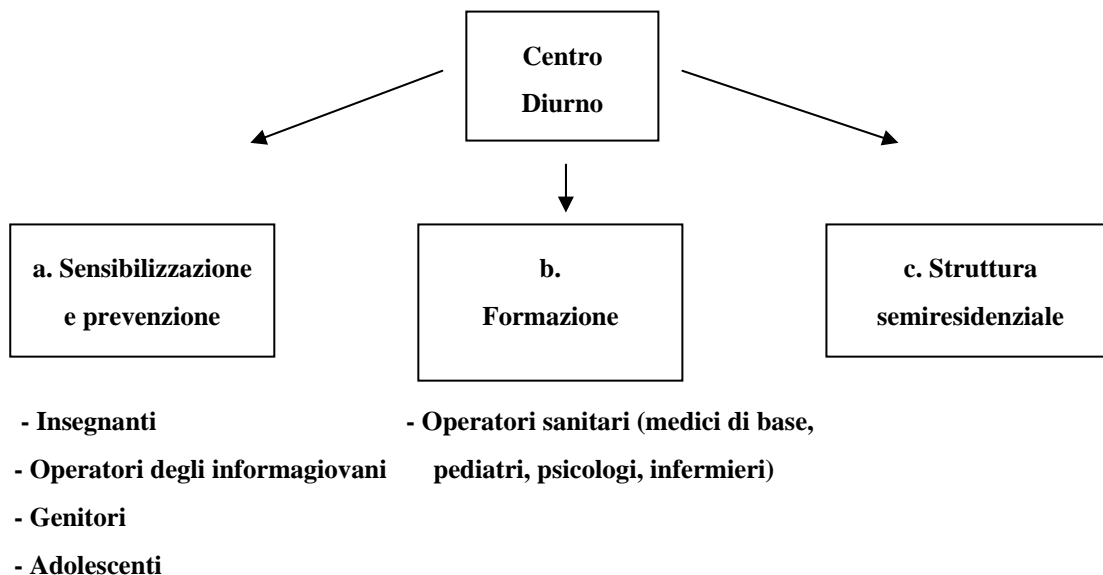 Centro
Diurno
a. Sensibilizzazione
e prevenzione
b.
Formazione
c. Struttura
semiresidenziale
- Insegnanti
- Operatori degli informagiovani
- Genitori
- Adolescenti
- Operatori sanitari (medici di base,
pediatri, psicologi, infermieri)